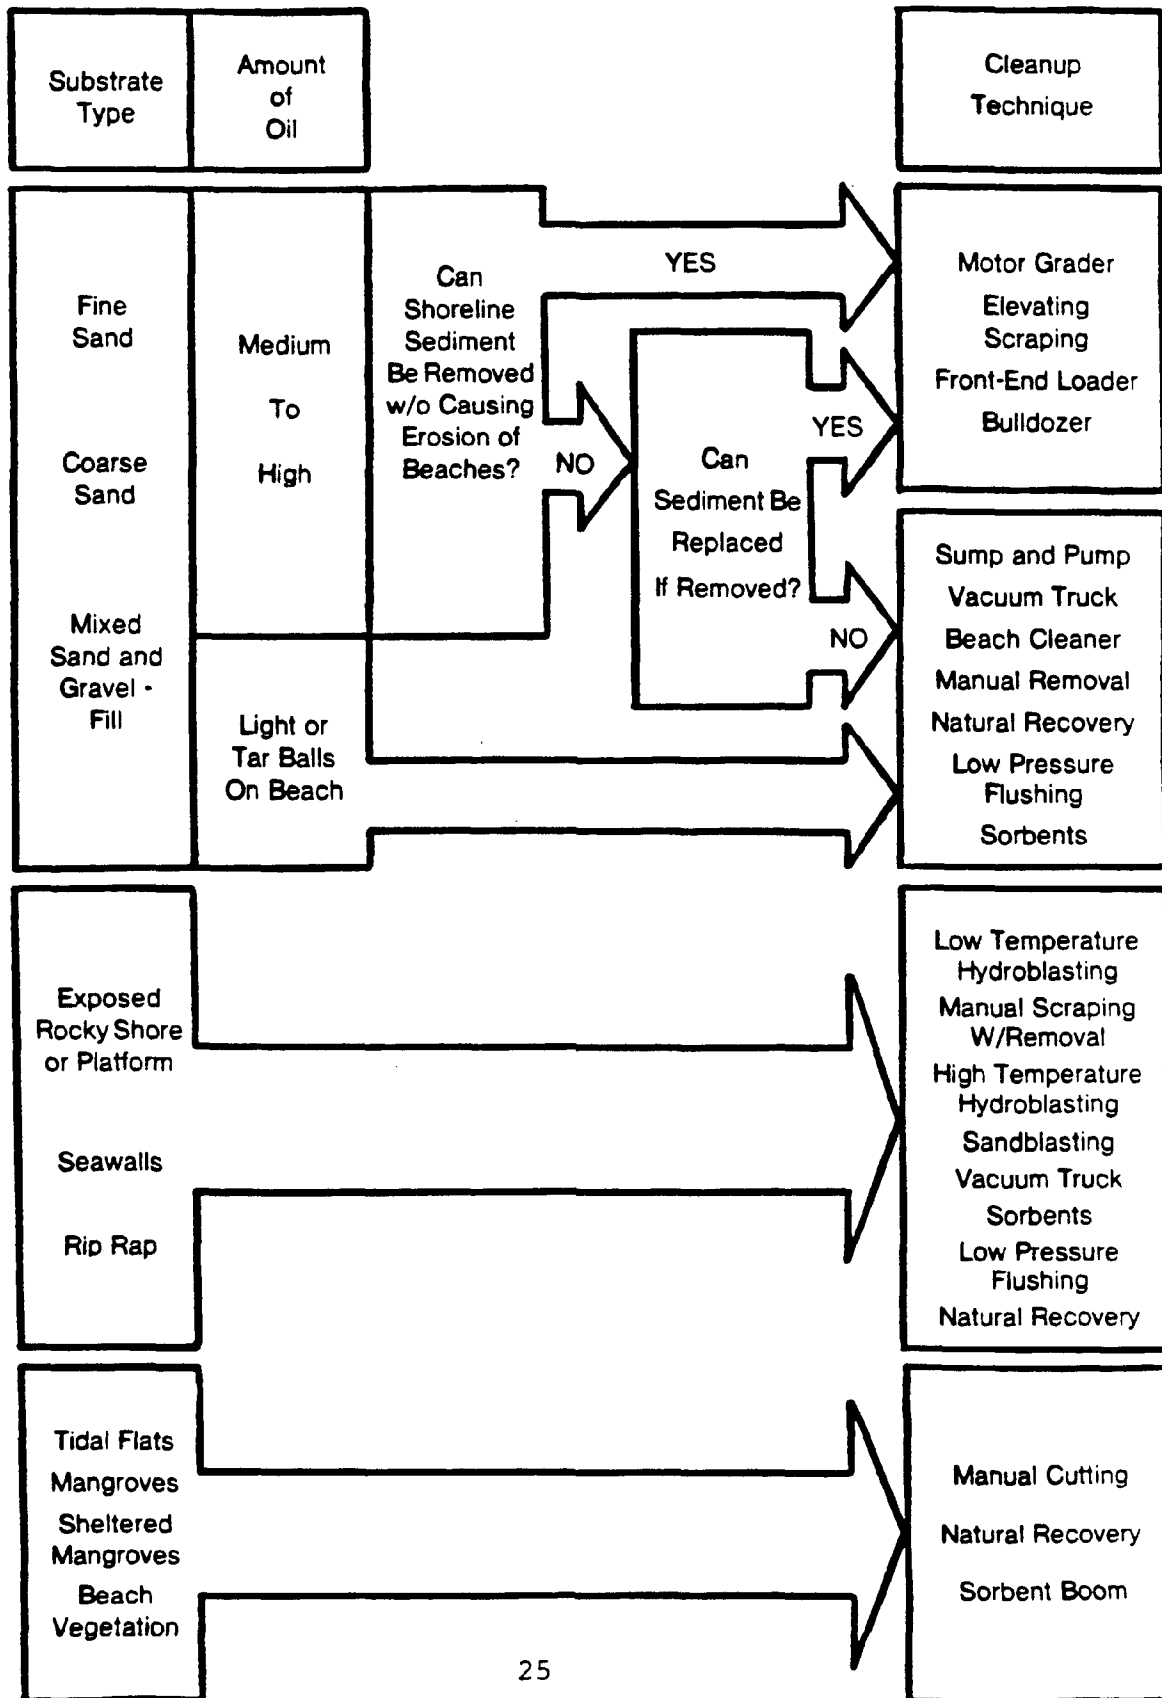 Substrate
Type
Amount
of
Oil
Cleanup
Technique
Fine
Sand
Coarse
Sand
Mixed
Sand and
Gravel -
Fill
Medium
To
High
Light or
Tar Balls
On Beach
Can
Shoreline
Sediment
Be Removed
w/o Causing
Erosion of
Beaches?
YES
NO
Can
Sediment Be
Replaced
If Removed?
YES
NO
Motor Grader
Elevating
Scraping
Front-End Loader
Bulldozer
Sump and Pump
Vacuum Truck
Beach Cleaner
Manual Removal
Natural Recovery
Low Pressure
Flushing
Sorbents
Exposed
Rocky Shore
or Platform
Seawalls
Rip Rap
Low Temperature
Hydroblasting
Manual Scraping
W/Removal
High Temperature
Hydroblasting
Sandblasting
Vacuum Truck
Sorbents
Low Pressure
Flushing
Natural Recovery
Tidal Flats
Mangroves
Sheltered
Mangroves
Beach
Vegetation
Manual Cutting
Natural Recovery
Sorbent Boom
25